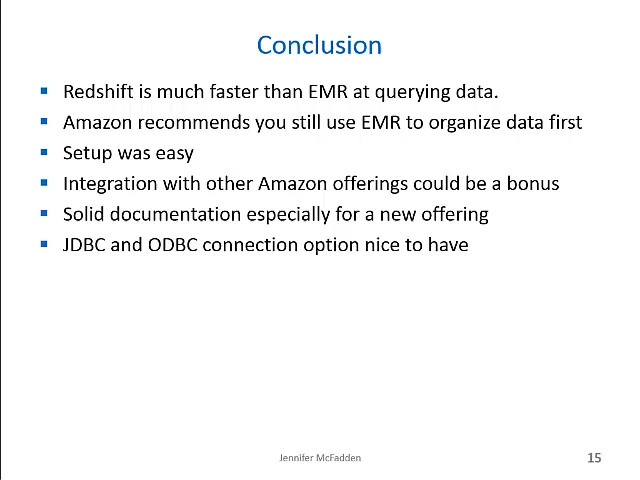 Conclusion
▪ Redshift is much faster than EMR at querying data.
▪ Amazon recommends you still use EMR to organize data first
▪ Setup was easy
▪ Integration with other Amazon offerings could be a bonus
▪ Solid documentation especially for a new offering
▪ JDBC and ODBC connection option nice to have
Jennifer McFadden
15